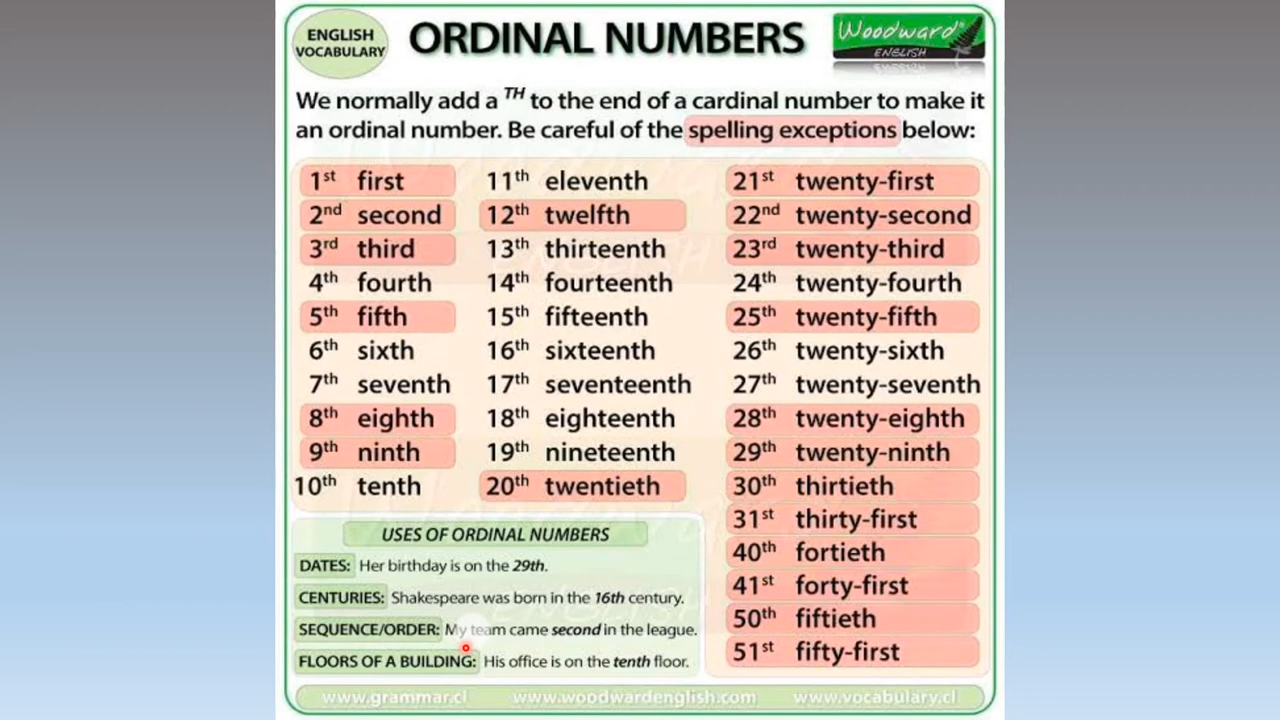 ENGLISH
VOCABULARY
ORDINAL NUMBERS
Woodward®
ENGLISH
We normally add a TH to the end of a cardinal number to make it
an ordinal number. Be careful of the spelling exceptions below:
1st first
2nd second
3rd third
4th fourth
5th fifth
6th sixth
7th seventh
8th eighth
9th ninth
10th tenth
11th eleventh
12th twelfth
13th thirteenth
14th fourteenth
15th fifteenth
16th sixteenth
17th seventeenth
18th eighteenth
19th nineteenth
20th twentieth
21st twenty-first
22nd twenty-second
23rd twenty-third
24th twenty-fourth
25th twenty-fifth
26th twenty-sixth
27th twenty-seventh
28th twenty-eighth
29th twenty-ninth
30th thirtieth
31st thirty-first
40th fortieth
41st forty-first
50th fiftieth
51st fifty-first
USES OF ORDINAL NUMBERS
DATES: Her birthday is on the 29th.
CENTURIES: Shakespeare was born in the 16th century.
SEQUENCE/ORDER: My team came second in the league.
FLOORS OF A BUILDING: His office is on the tenth floor.
www.grammar.cl www.woodwardenglish.com www.vocabulary.cl